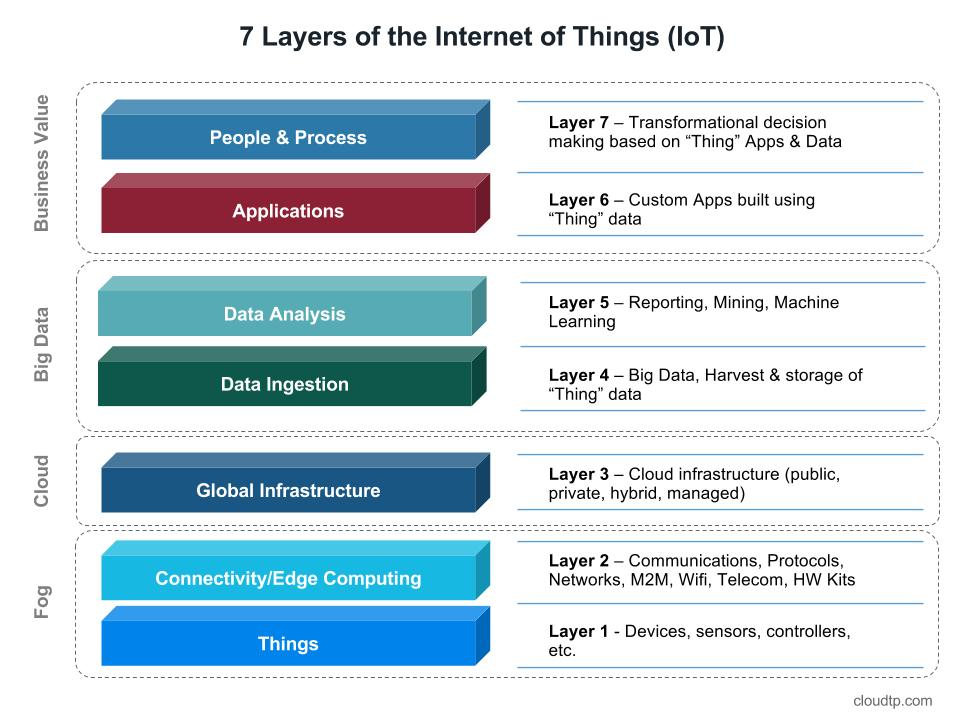 7 Layers of the Internet of Things (IoT)
Business Value
People & Process
Layer 7 – Transformational decision
making based on “Thing” Apps & Data
Applications
Layer 6 – Custom Apps built using
“Thing” data
Big Data
Data Analysis
Layer 5 – Reporting, Mining, Machine
Learning
Data Ingestion
Layer 4 – Big Data, Harvest & storage of
“Thing” data
Cloud
Global Infrastructure
Layer 3 – Cloud infrastructure (public,
private, hybrid, managed)
Fog
Connectivity/Edge Computing
Layer 2 – Communications, Protocols,
Networks, M2M, Wifi, Telecom, HW Kits
Things
Layer 1 - Devices, sensors, controllers,
etc.
cloudtp.com